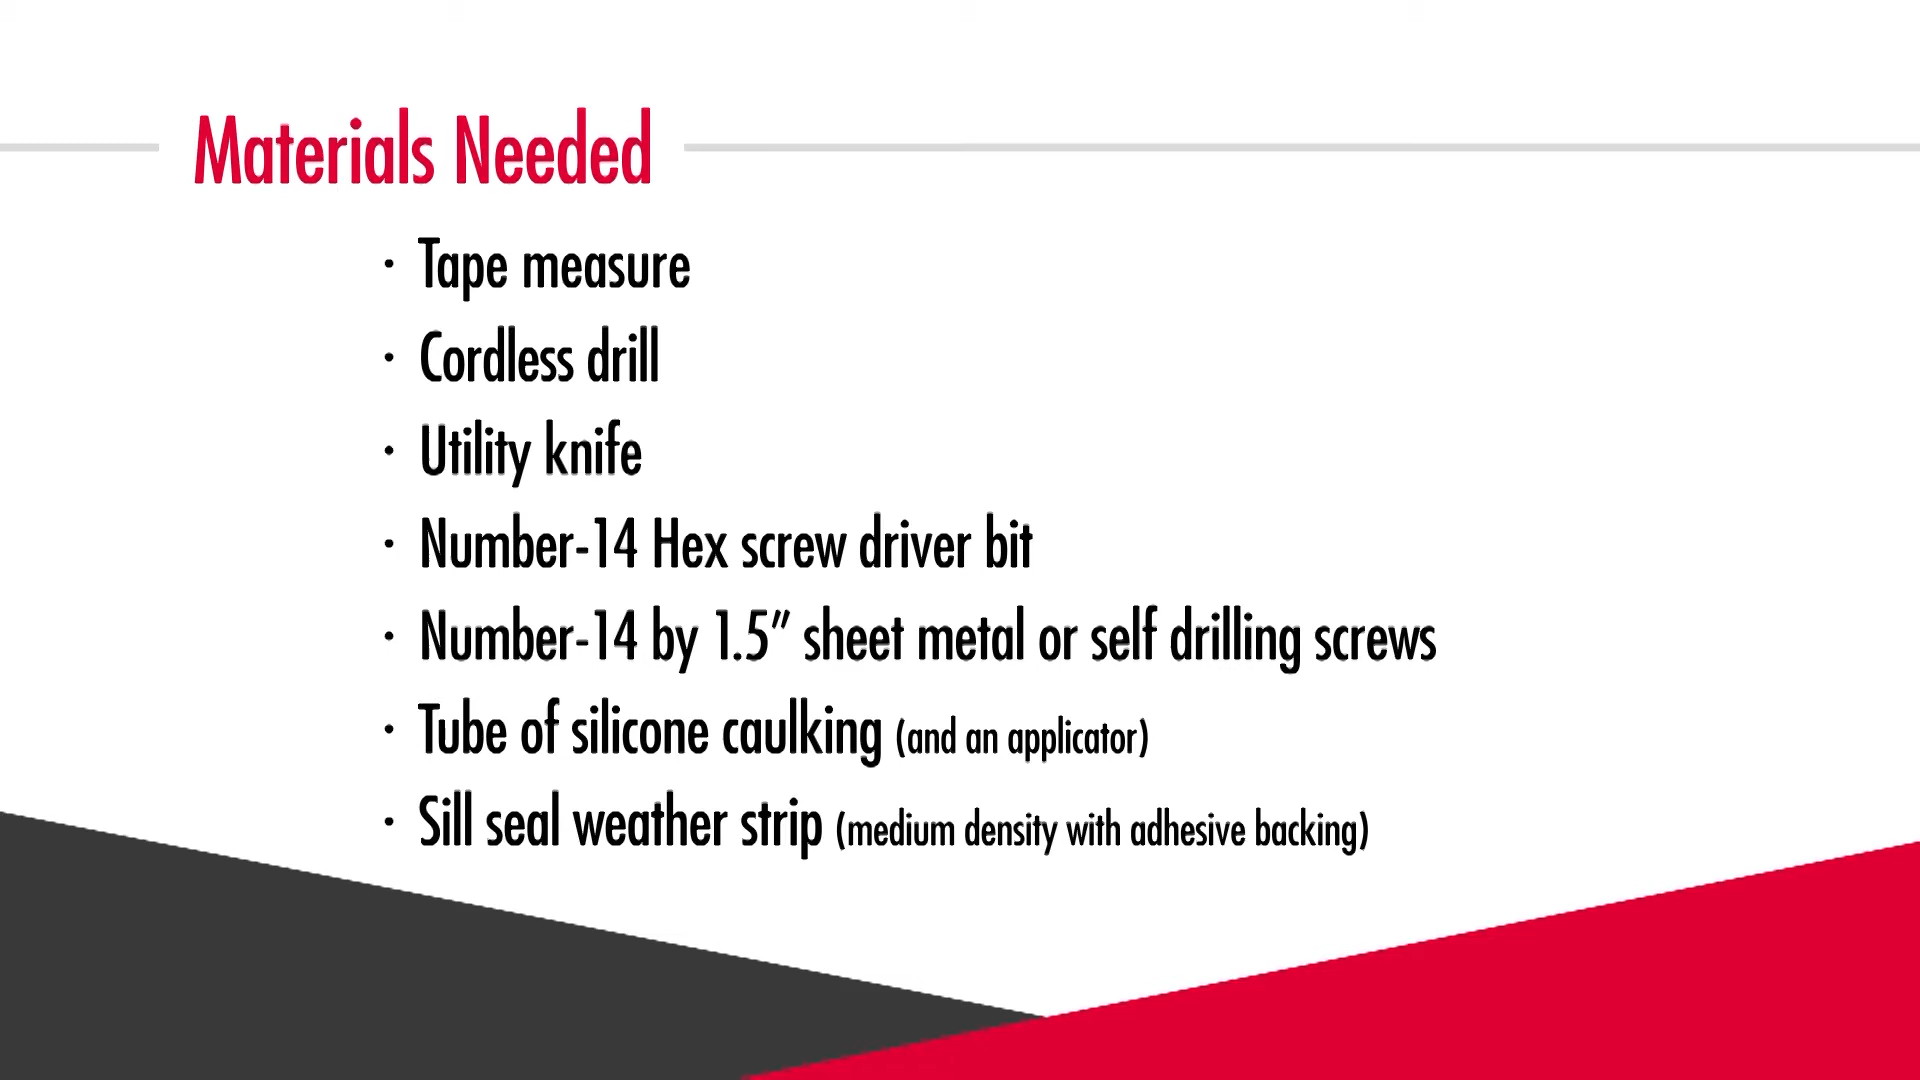 Materials Needed
· Tape measure
· Cordless drill
· Utility knife
· Number-14 Hex screw driver bit
· Number-14 by 1.5” sheet metal or self drilling screws
· Tube of silicone caulking (and an applicator)
· Sill seal weather strip (medium density with adhesive backing)